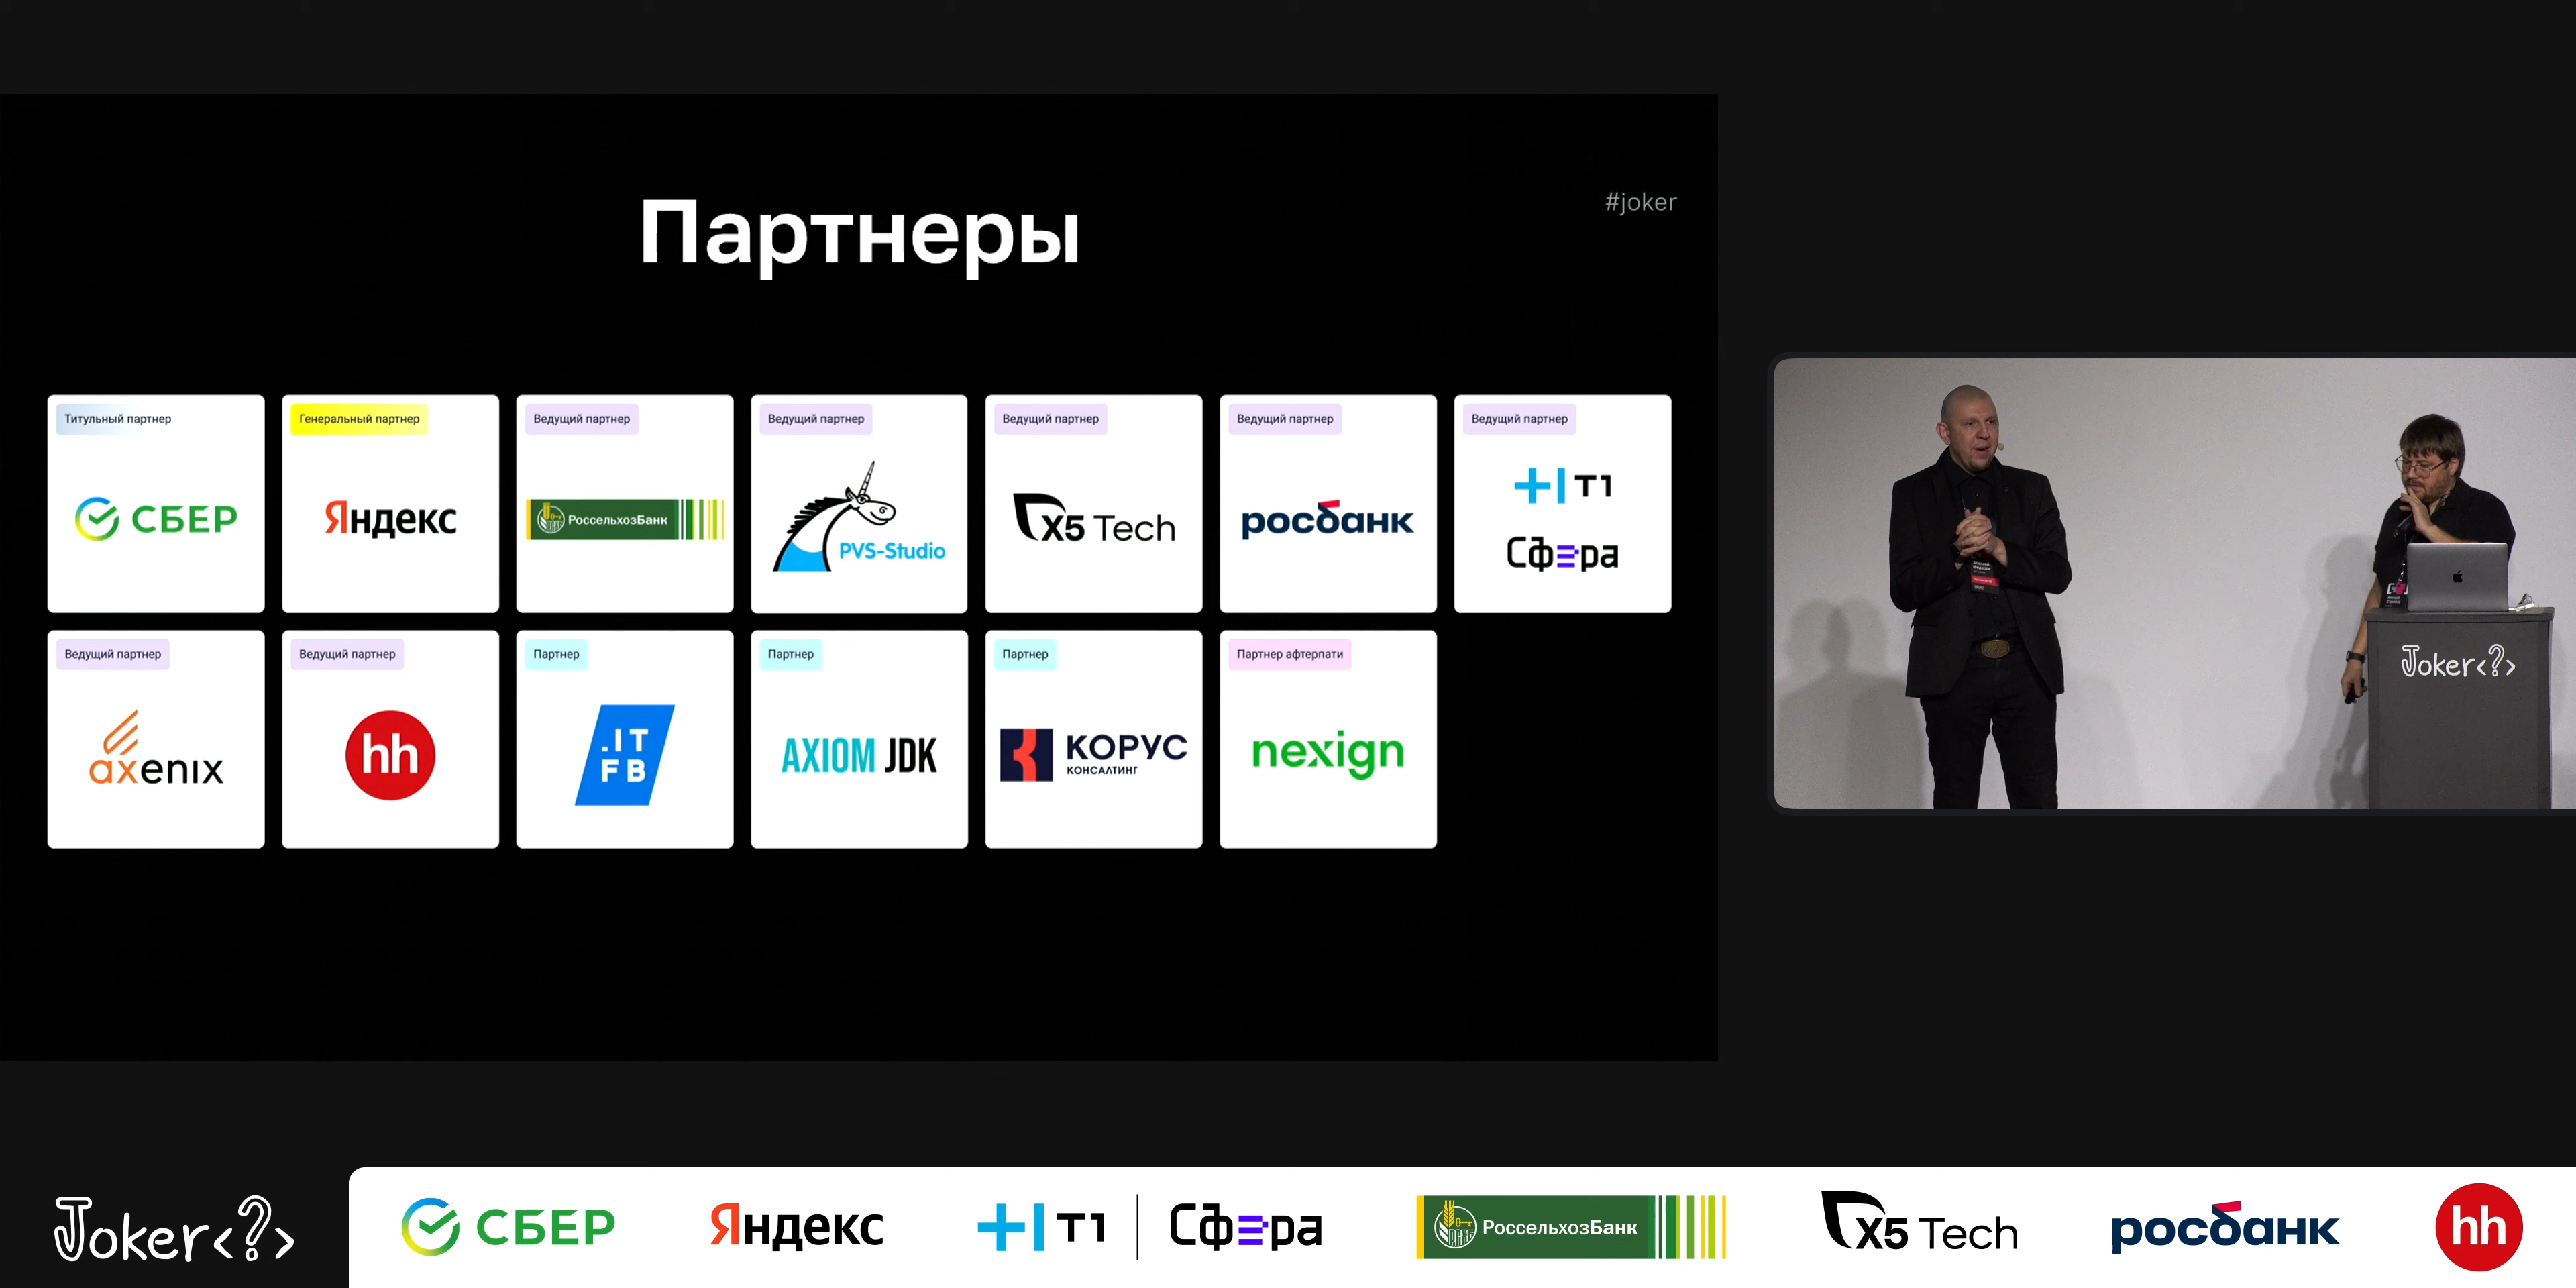 Партнеры
#joker
Титульный партнер
СБЕР
Генеральный партнер
Яндекс
Ведущий партнер
РоссельхозБанк
Ведущий партнер
PVS-Studio
Ведущий партнер
X5 Tech
Ведущий партнер
росбанк
Ведущий партнер
T1
Сфера
Ведущий партнер
axenix
Ведущий партнер
hh
Партнер
.IT
FB
Партнер
AXIOM JDK
Партнер
КОРУС
КОНСАЛТИНГ
Партнер афтерпати
nexign
Joker<?>
Joker<?>
СБЕР
Яндекс
T1
Сфера
РоссельхозБанк
X5 Tech
росбанк
hh